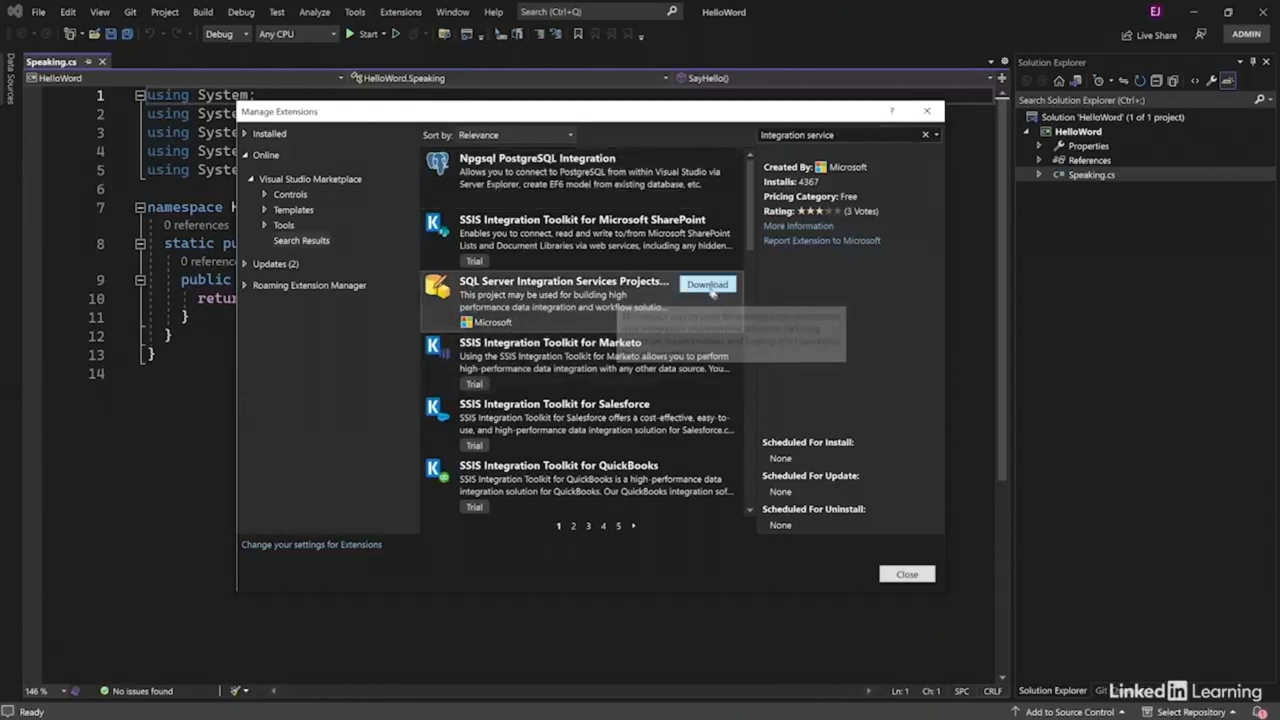 File Edit View Git Project Build Debug Test Analyze Tools Extensions Window Help Search (Ctrl+Q) HelloWord EJ
Debug Any CPU Start Live Share ADMIN
Data Sources
Speaking.cs
HelloWord HelloWord.Speaking SayHello()
1 using System;
2 using Syste
3 using Syste
4 using Syste
5 using Syste
6
7 namespace H
0 references
8 static pu
0 reference
9 public
10 retur
11 }
12 }
13 }
14
Manage Extensions
Installed
Online
Visual Studio Marketplace
Controls
Templates
Tools
Search Results
Updates (2)
Roaming Extension Manager
Change your settings for Extensions
Sort by: Relevance
Npgsql PostgreSQL Integration
Allows you to connect to PostgreSQL from within Visual Studio via
Server Explorer, create EF6 model from existing database, etc.
SSIS Integration Toolkit for Microsoft SharePoint
Enables you to connect, read and write to/from Microsoft SharePoint
Lists and Document Libraries via web services, including any hidden...
Trial
SQL Server Integration Services Projects...
Download
This project may be used for building high
performance data integration and workflow solutio...
Microsoft
SSIS Integration Toolkit for Marketo
Using the SSIS Integration Toolkit for Marketo allows you to perform
high-performance data integration with any other data source. You...
Trial
SSIS Integration Toolkit for Salesforce
SSIS Integration Toolkit for Salesforce offers a cost-effective, easy-to-
use, and high-performance data integration solution for Salesforce.c...
Trial
SSIS Integration Toolkit for QuickBooks
SSIS Integration Toolkit for QuickBooks is a high-performance data
integration solution for QuickBooks. Our QuickBooks integration sof...
Trial
1 2 3 4 5
Integration service
Created By: Microsoft
Installs: 4367
Pricing Category: Free
Rating: (3 Votes)
More Information
Report Extension to Microsoft
Scheduled For Install:
None
Scheduled For Update:
None
Scheduled For Uninstall:
None
Close
Solution Explorer
Search Solution Explorer (Ctrl+;)
Solution 'HelloWord' (1 of 1 project)
HelloWord
Properties
References
Speaking.cs
146 % No issues found Ln: 1 Ch: 1 SPC CRLF
Solution Explorer
LinkedIn Learning
Ready Add to Source Control Select Repository